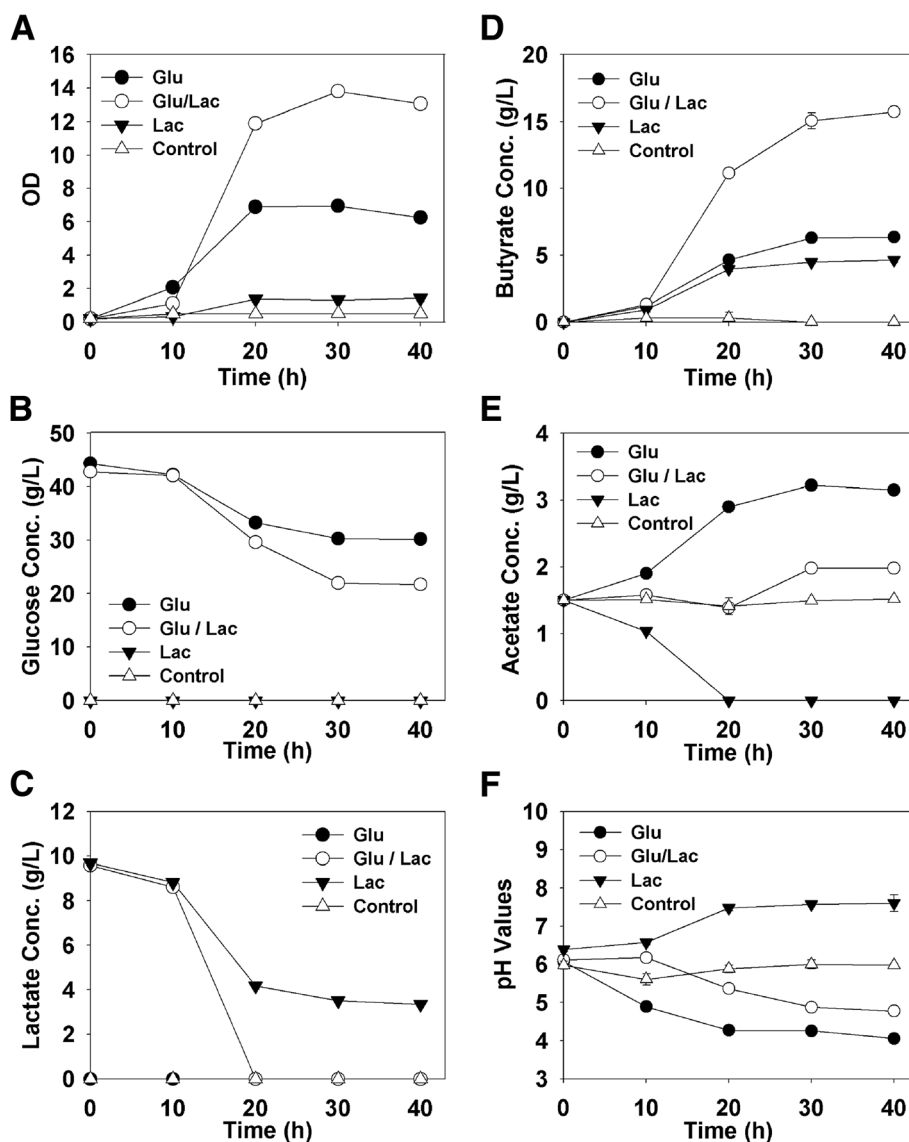 A
OD
16
14
12
10
8
6
4
2
0
Glu
Glu/Lac
Lac
Control
0 10 20 30 40
Time (h)
D
Butyrate Conc. (g/L)
20
15
10
5
0
Glu
Glu / Lac
Lac
Control
0 10 20 30 40
Time (h)
B
Glucose Conc. (g/L)
50
40
30
20
10
0
Glu
Glu / Lac
Lac
Control
0 10 20 30 40
Time (h)
E
Acetate Conc. (g/L)
4
3
2
1
0
Glu
Glu / Lac
Lac
Control
0 10 20 30 40
Time (h)
C
Lactate Conc. (g/L)
12
10
8
6
4
2
0
Glu
Glu / Lac
Lac
Control
0 10 20 30 40
Time (h)
F
pH Values
10
9
8
7
6
5
4
3
Glu
Glu/Lac
Lac
Control
0 10 20 30 40
Time (h)